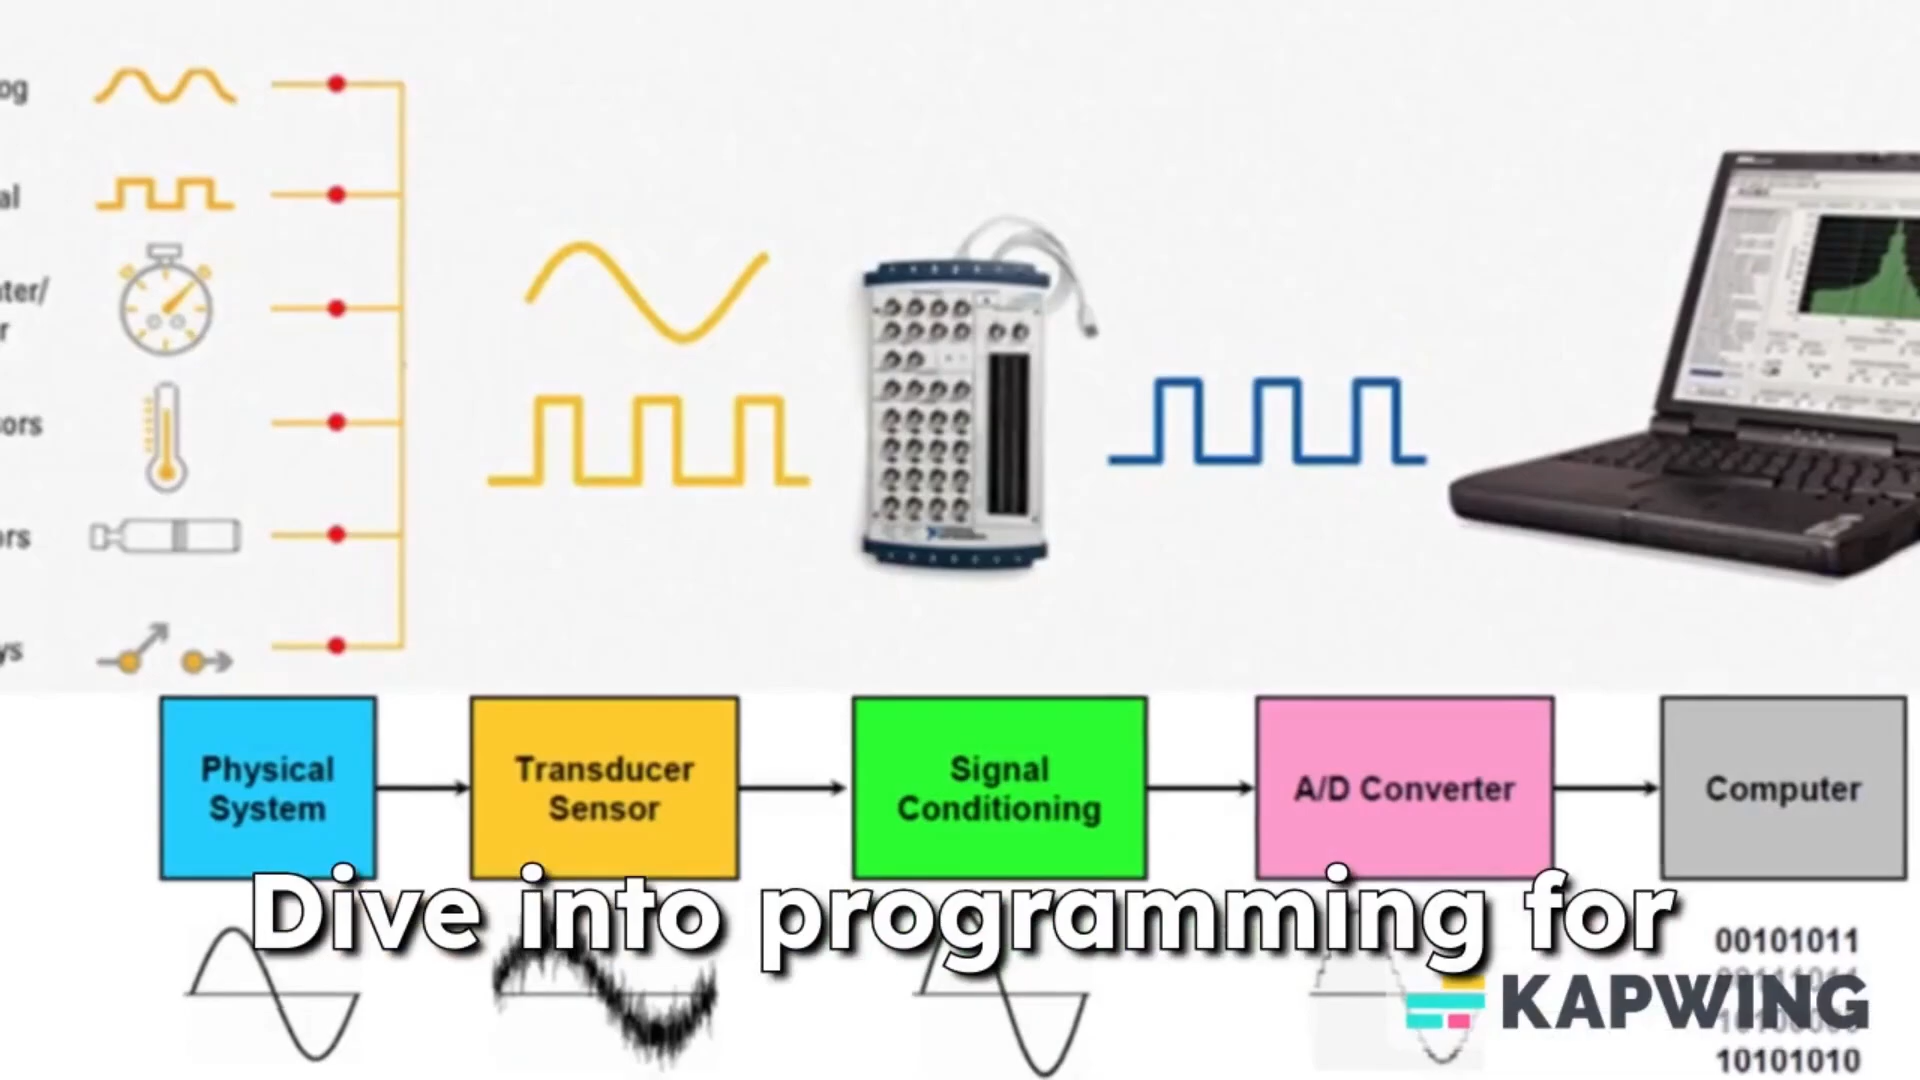 og
al
ter/
r
ors
ors
ys
Physical
System
Transducer
Sensor
Signal
Conditioning
A/D Converter
Computer
Dive into programming for
00101011
KAPWING
10101010